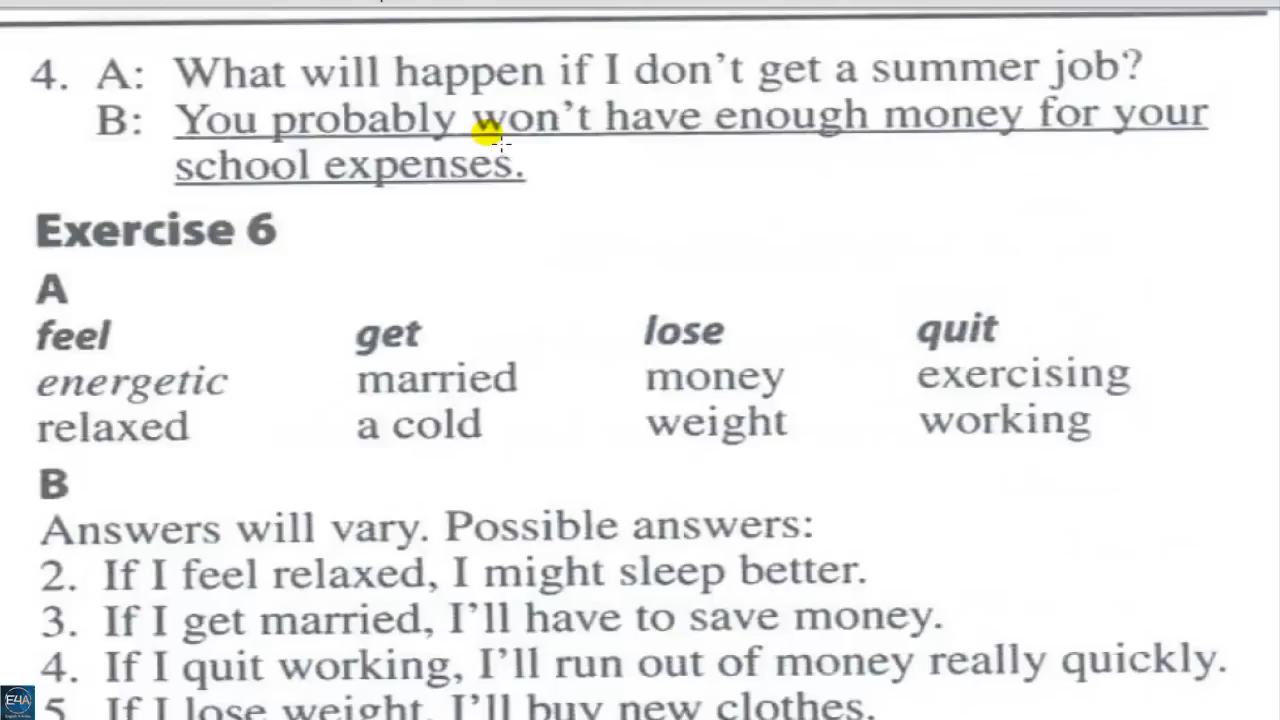 4. A: What will happen if I don't get a summer job?
B: You probably won't have enough money for your
school expenses.
Exercise 6
A
feel get lose quit
energetic married money exercising
relaxed a cold weight working
B
Answers will vary. Possible answers:
2. If I feel relaxed, I might sleep better.
3. If I get married, I'll have to save money.
4. If I quit working, I'll run out of money really quickly.
5. If I lose weight, I'll buy new clothes.
E4A